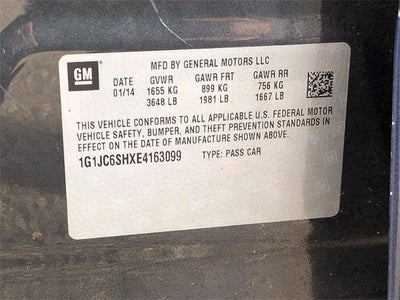 GM
MFD BY GENERAL MOTORS LLC
DATE GVWR GAWR FRT GAWR RR
01/14 1655 KG 899 KG 756 KG
3648 LB 1981 LB 1667 LB
THIS VEHICLE CONFORMS TO ALL APPLICABLE U.S. FEDERAL MOTOR
VEHICLE SAFETY, BUMPER, AND THEFT PREVENTION STANDARDS IN
EFFECT ON THE DATE OF MANUFACTURE SHOWN ABOVE.
1G1JC6SHXE4163099 TYPE: PASS CAR